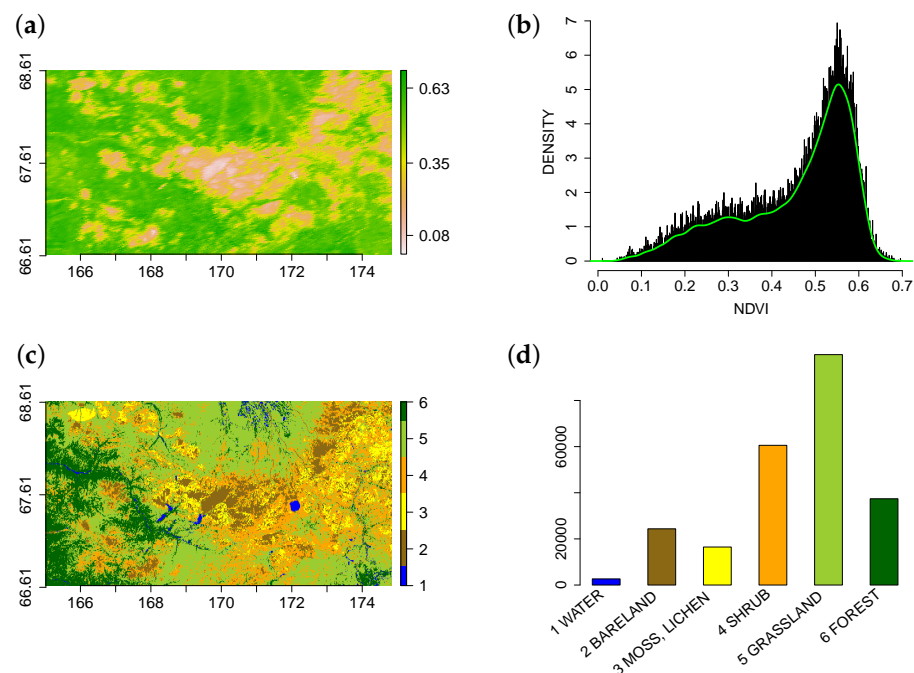 (a)
68.61
67.61
66.61
166 168 170 172 174
0.63
0.35
0.08
(b)
DENSITY
7
6
5
4
3
2
1
0
0.0 0.1 0.2 0.3 0.4 0.5 0.6 0.7
NDVI
(c)
68.61
67.61
66.61
166 168 170 172 174
6
5
4
3
2
1
(d)
60000
20000
0
1 WATER
2 BARELAND
3 MOSS, LICHEN
4 SHRUB
5 GRASSLAND
6 FOREST